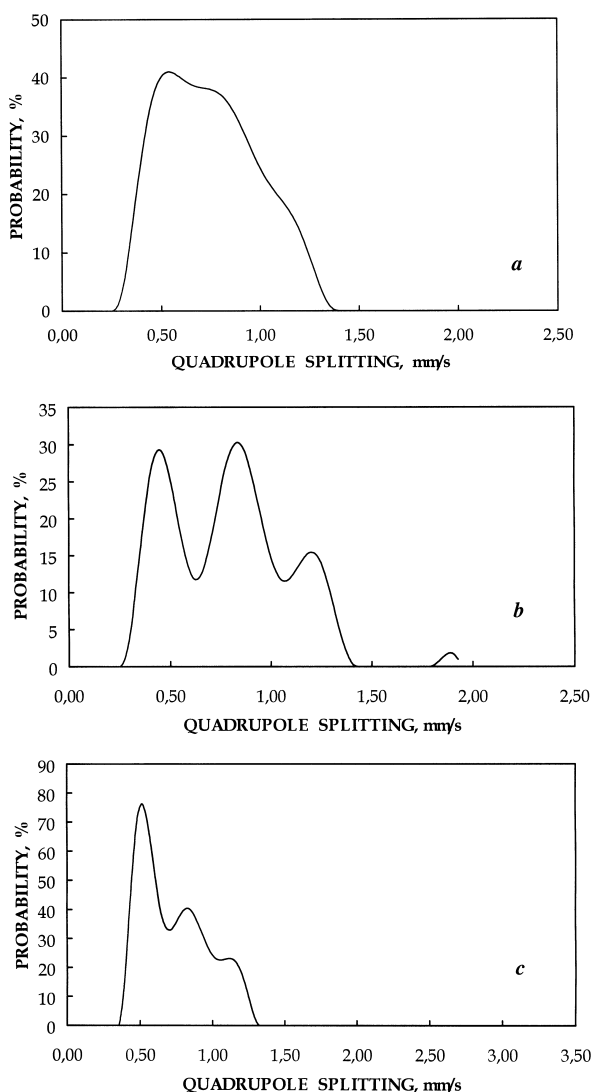 50
40
30
20
10
0
PROBABILITY, %
a
0,00 0,50 1,00 1,50 2,00 2,50
QUADRUPOLE SPLITTING, mm/s
35
30
25
20
15
10
5
0
PROBABILITY, %
b
0,00 0,50 1,00 1,50 2,00 2,50
QUADRUPOLE SPLITTING, mm/s
90
80
70
60
50
40
30
20
10
0
PROBABILITY, %
c
0,00 0,50 1,00 1,50 2,00 2,50 3,00 3,50
QUADRUPOLE SPLITTING, mm/s